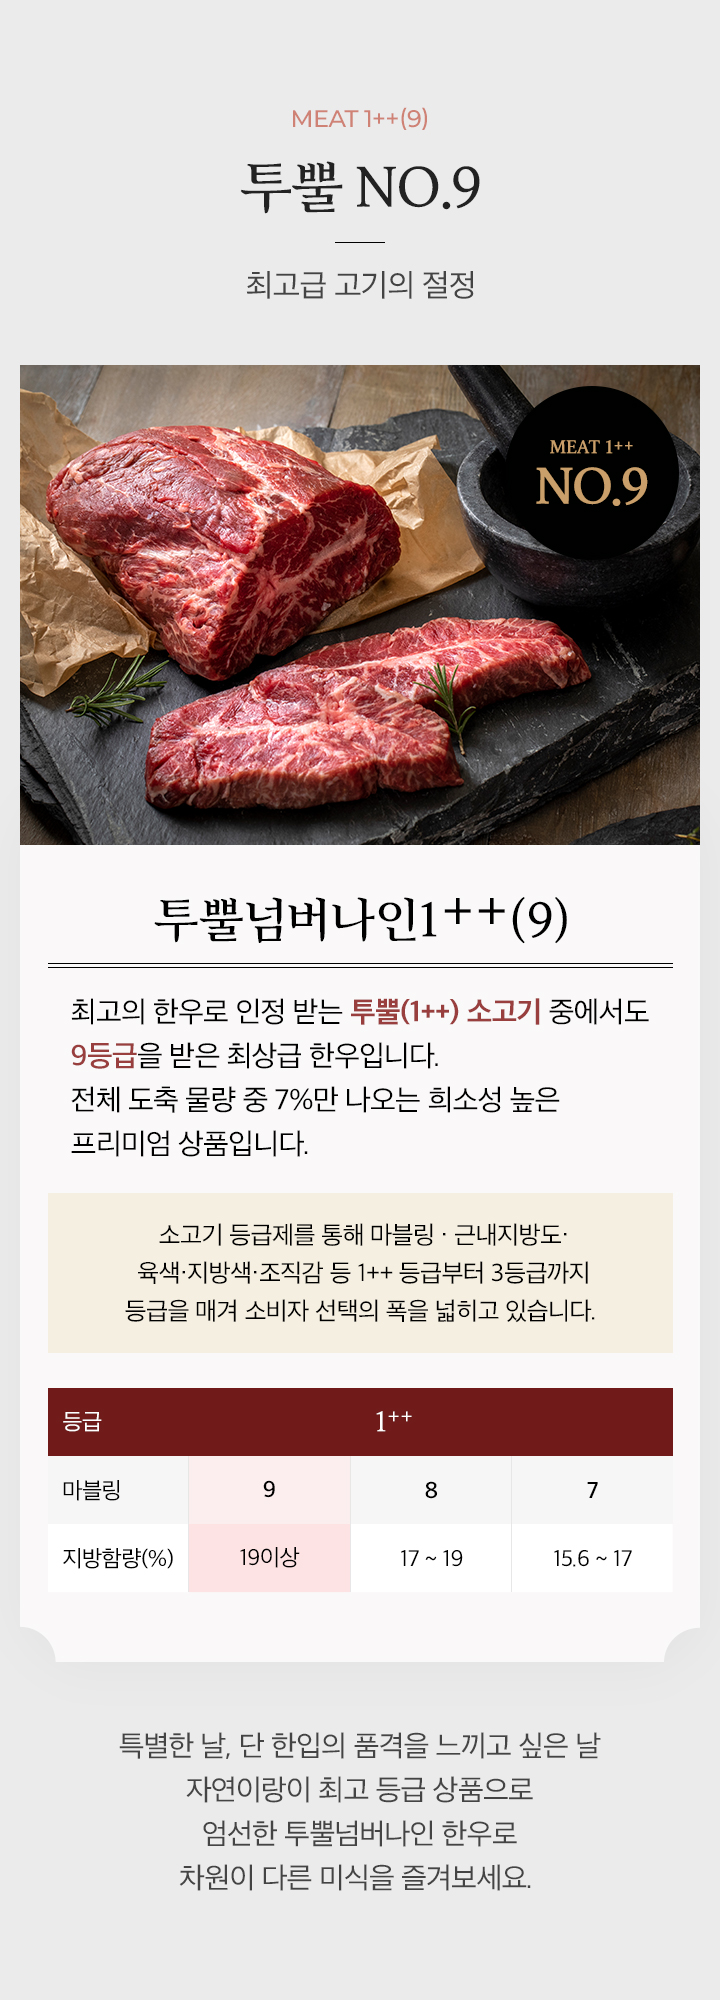 MEAT 1++(9)
투뿔 NO.9
최고급 고기의 절정
MEAT 1++
NO.9
투뿔넘버나인1++(9)
최고의 한우로 인정 받는 투뿔(1++) 소고기 중에서도
9등급을 받은 최상급 한우입니다.
전체 도축 물량 중 7%만 나오는 희소성 높은
프리미엄 상품입니다.
소고기 등급제를 통해 마블링 · 근내지방도·
육색·지방색·조직감 등 1++ 등급부터 3등급까지
등급을 매겨 소비자 선택의 폭을 넓히고 있습니다.
등급 1++
마블링 9 8 7
지방함량(%) 19이상 17 ~ 19 15.6 ~ 17
특별한 날, 단 한입의 품격을 느끼고 싶은 날
자연이랑이 최고 등급 상품으로
엄선한 투뿔넘버나인 한우로
차원이 다른 미식을 즐겨보세요.